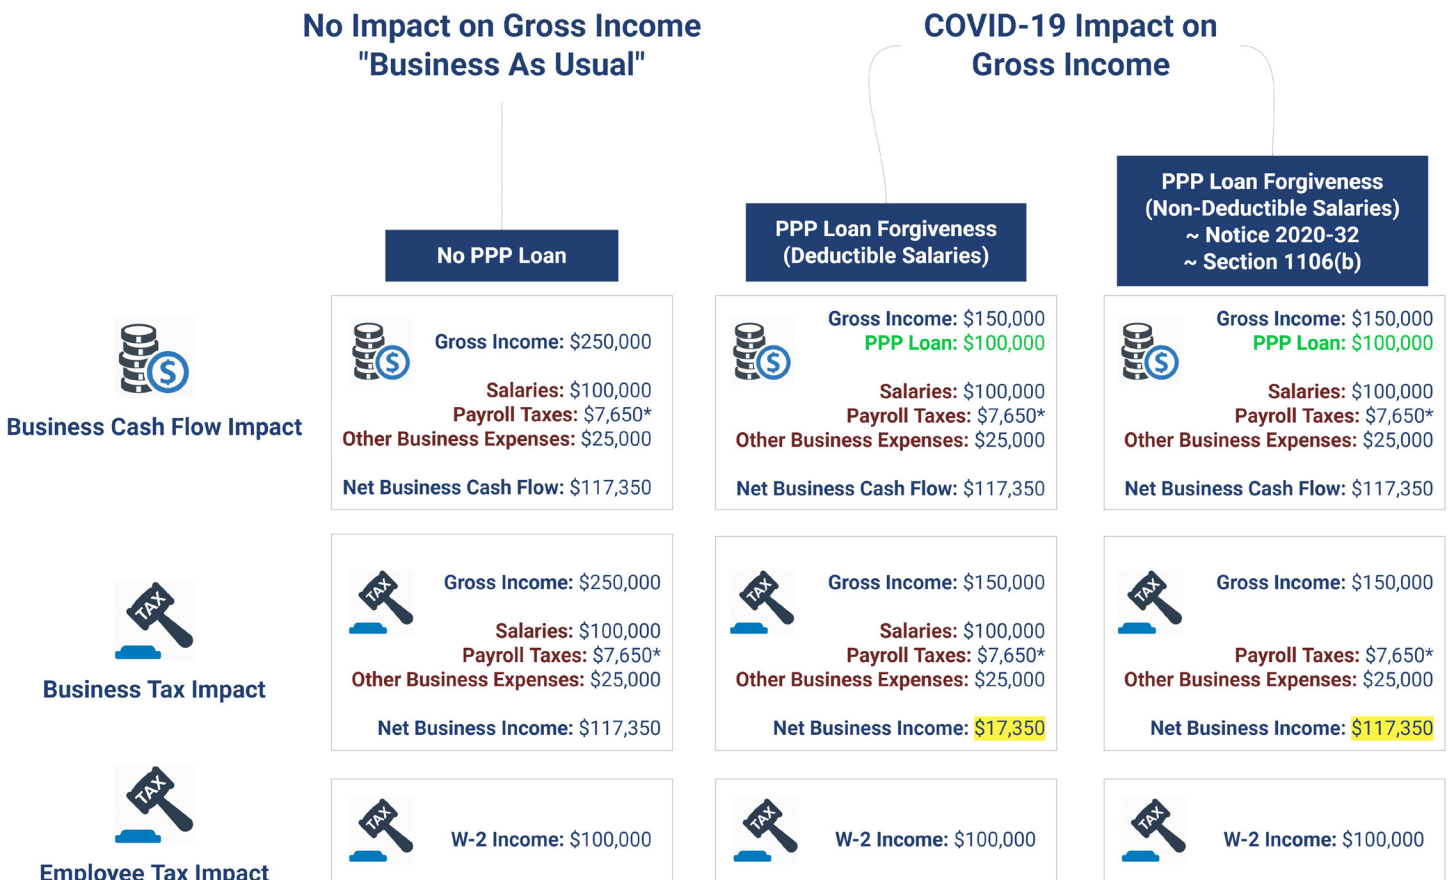 No Impact on Gross Income
"Business As Usual"
COVID-19 Impact on
Gross Income
No PPP Loan
PPP Loan Forgiveness
(Deductible Salaries)
PPP Loan Forgiveness
(Non-Deductible Salaries)
~ Notice 2020-32
~ Section 1106(b)
Business Cash Flow Impact
$
$
Gross Income: $250,000
Salaries: $100,000
Payroll Taxes: $7,650*
Other Business Expenses: $25,000
Net Business Cash Flow: $117,350
$
Gross Income: $150,000
PPP Loan: $100,000
Salaries: $100,000
Payroll Taxes: $7,650*
Other Business Expenses: $25,000
Net Business Cash Flow: $117,350
$
Gross Income: $150,000
PPP Loan: $100,000
Salaries: $100,000
Payroll Taxes: $7,650*
Other Business Expenses: $25,000
Net Business Cash Flow: $117,350
TAX
Business Tax Impact
TAX
Gross Income: $250,000
Salaries: $100,000
Payroll Taxes: $7,650*
Other Business Expenses: $25,000
Net Business Income: $117,350
TAX
Gross Income: $150,000
Salaries: $100,000
Payroll Taxes: $7,650*
Other Business Expenses: $25,000
Net Business Income: $17,350
TAX
Gross Income: $150,000
Payroll Taxes: $7,650*
Other Business Expenses: $25,000
Net Business Income: $117,350
TAX
Employee Tax Impact
TAX
W-2 Income: $100,000
TAX
W-2 Income: $100,000
TAX
W-2 Income: $100,000